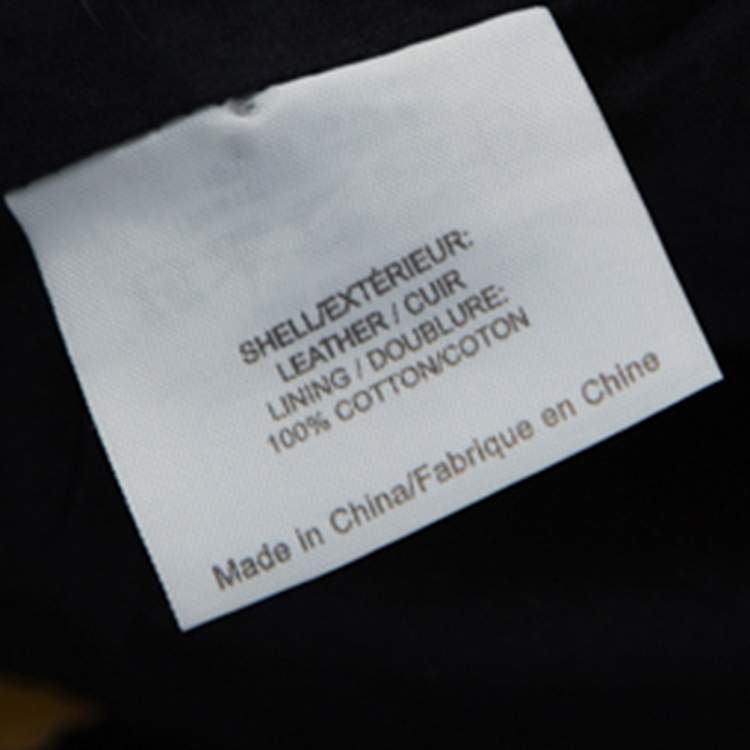 SHELL/EXTÉRIEUR:
LEATHER / CUIR
LINING / DOUBLURE:
100% COTTON/COTON
Made in China/Fabrique en Chine